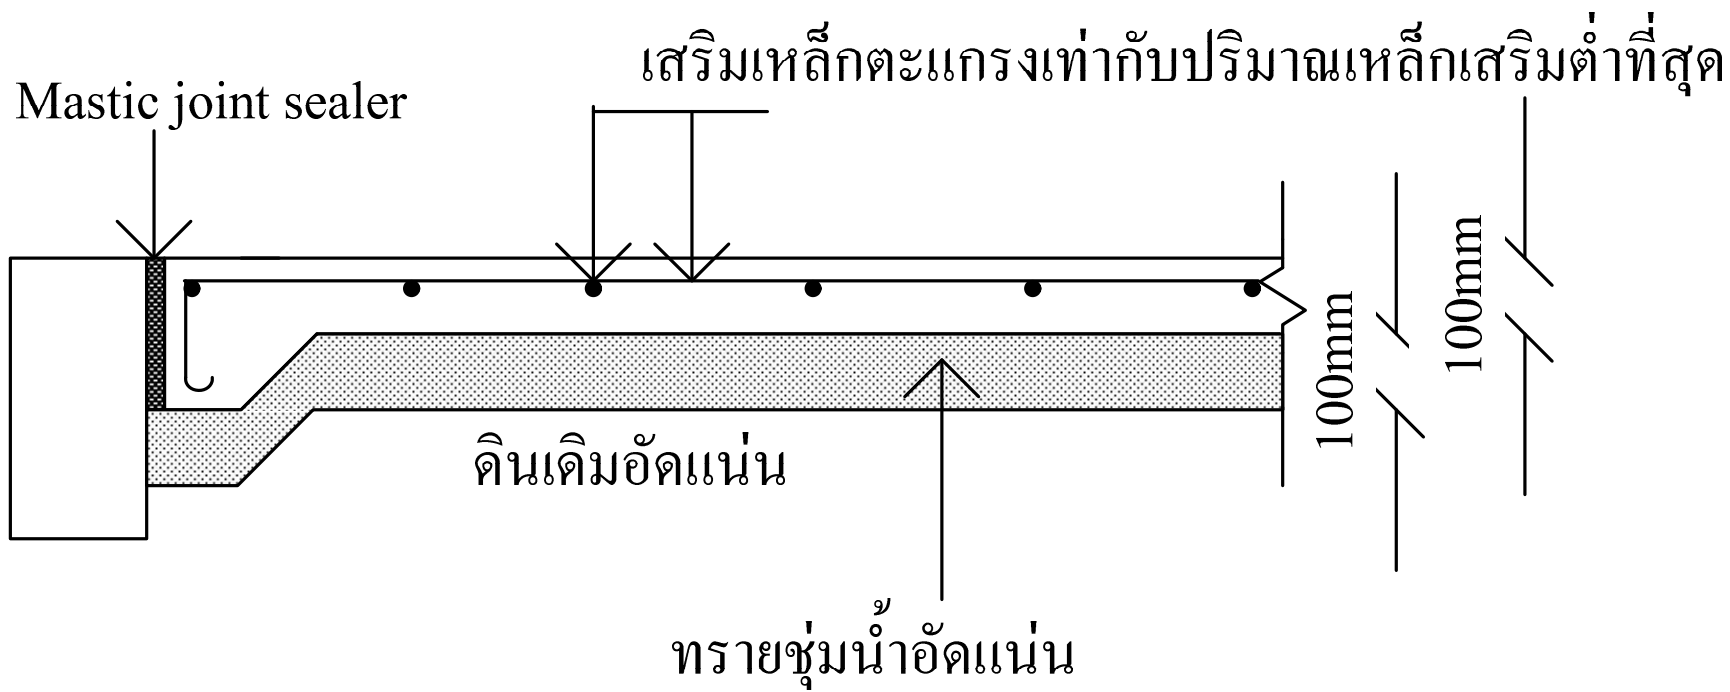 เสริมเหล็กตะแกรงเท่ากับปริมาณเหล็กเสริมต่ำที่สุด
Mastic joint sealer
100mm
100mm
ดินเดิมอัดแน่น
ทรายชุ่มน้ำอัดแน่น